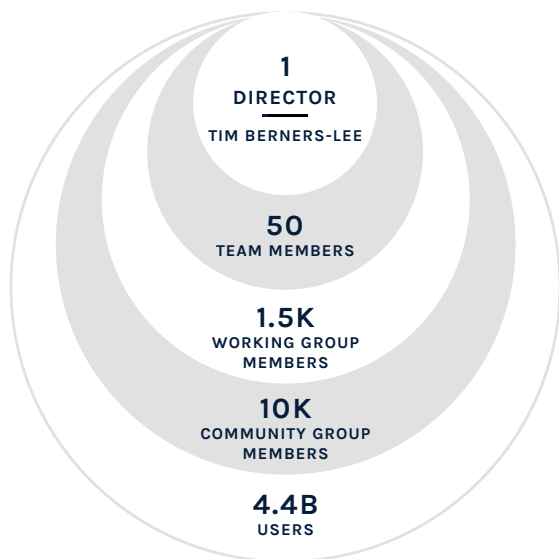 1
DIRECTOR
TIM BERNERS-LEE
50
TEAM MEMBERS
1.5K
WORKING GROUP
MEMBERS
10K
COMMUNITY GROUP
MEMBERS
4.4B
USERS